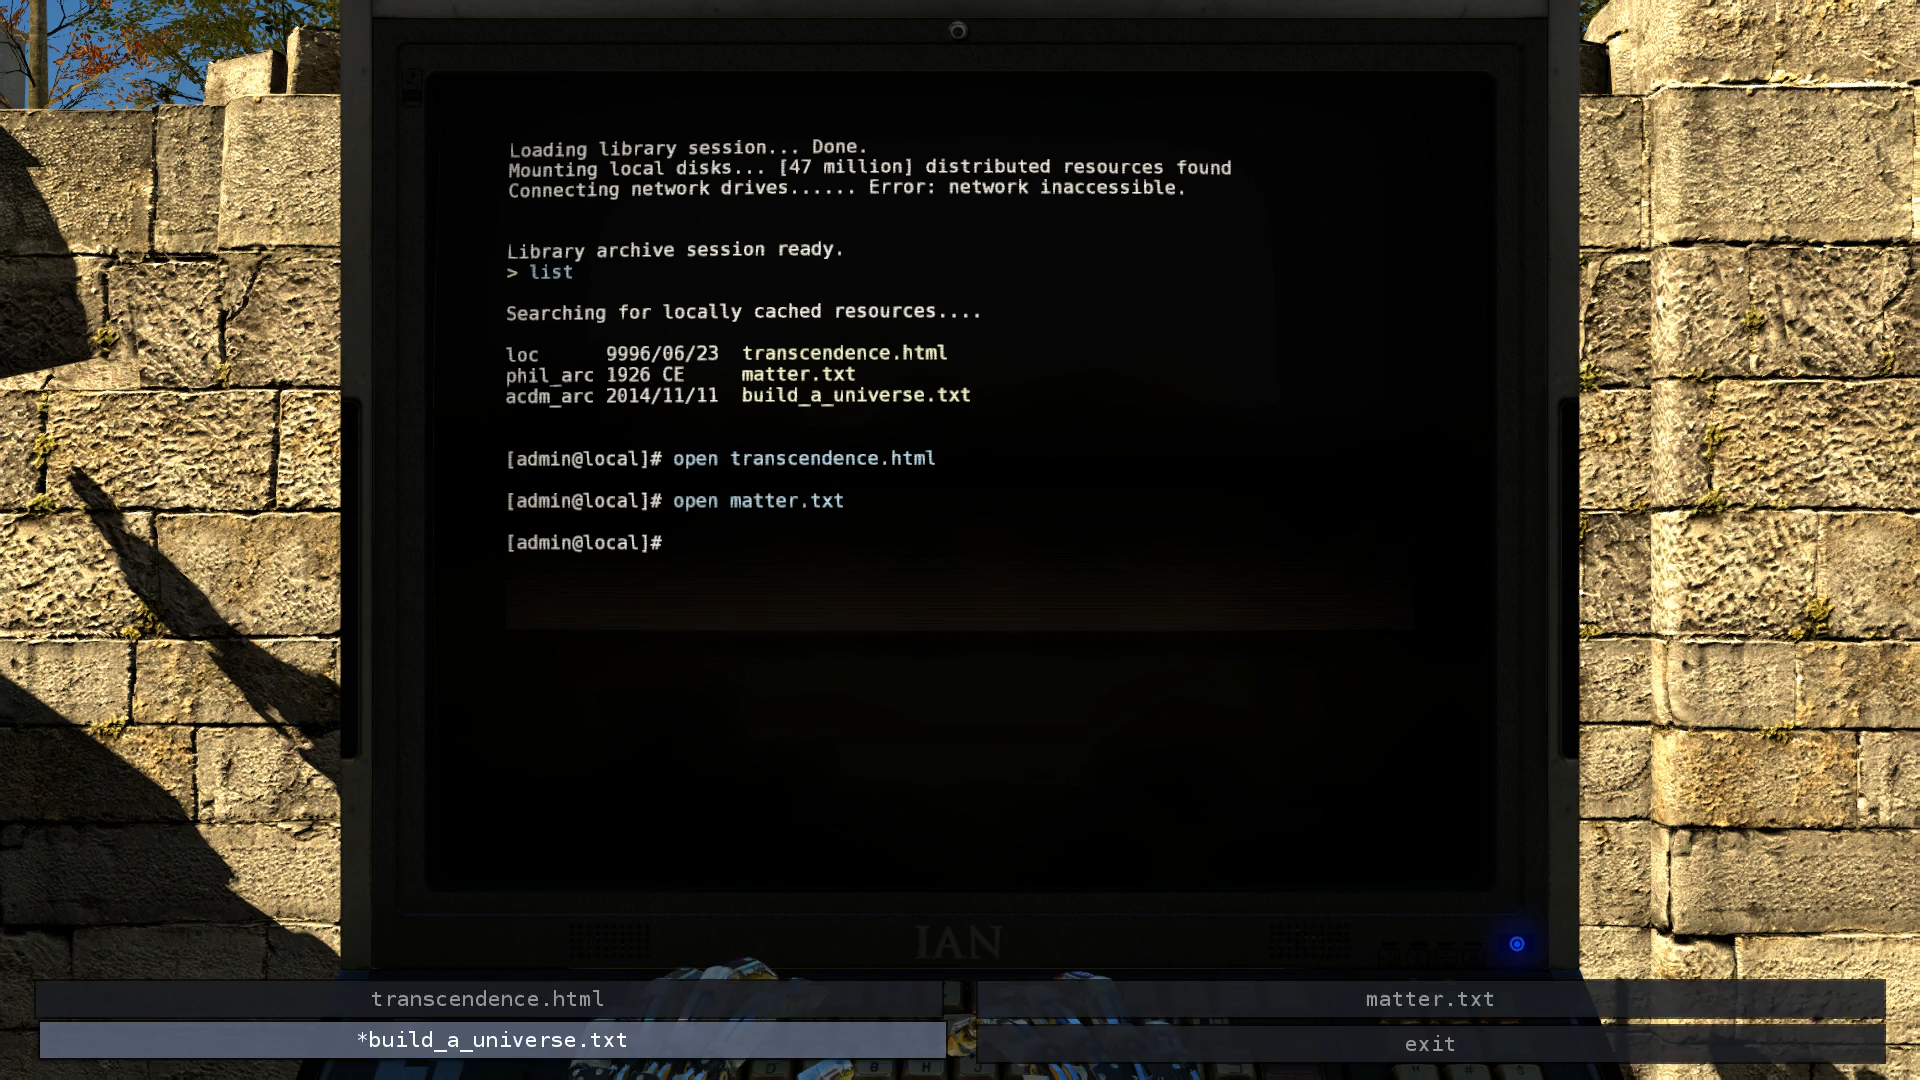 Loading library session... Done.
Mounting local disks... [47 million] distributed resources found
Connecting network drives...... Error: network inaccessible.
Library archive session ready.
> list
Searching for locally cached resources....
loc 9996/06/23 transcendence.html
phil_arc 1926 CE matter.txt
acdm_arc 2014/11/11 build_a_universe.txt
[admin@local]# open transcendence.html
[admin@local]# open matter.txt
[admin@local]#
IAN
transcendence.html matter.txt
*build_a_universe.txt exit